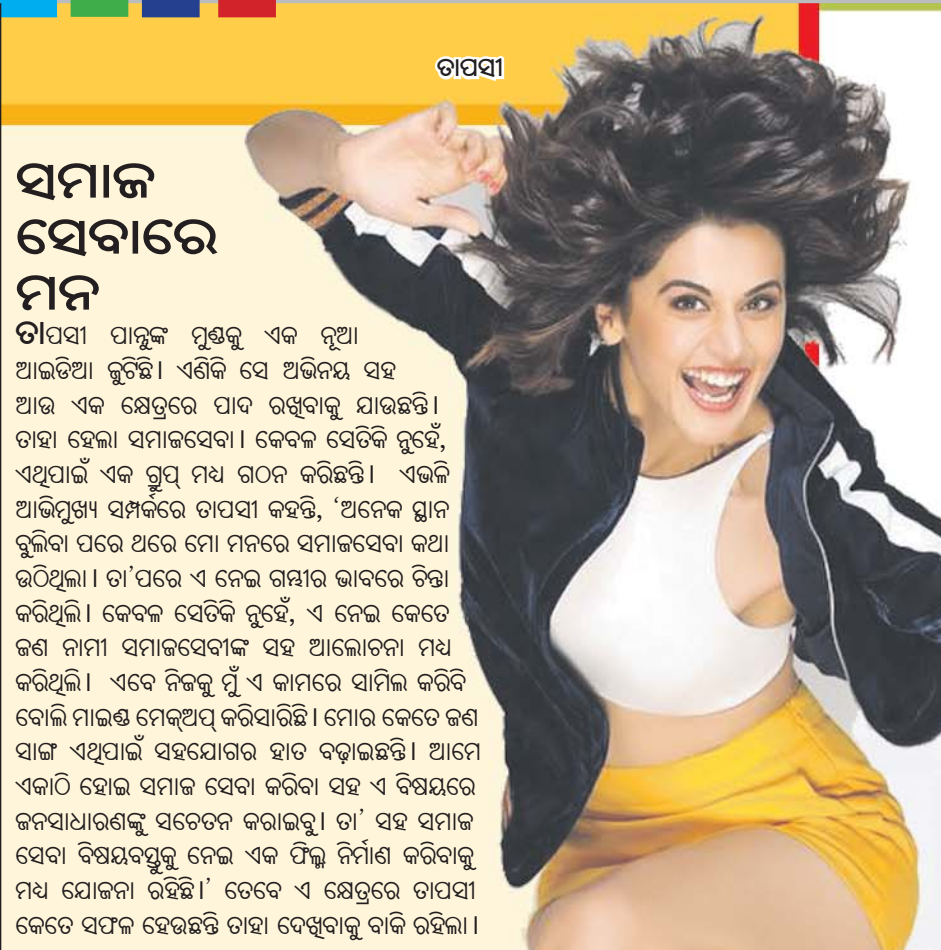 ତାପସୀ
ସମାଜ
ସେବାରେ
ମନ
ତାପସୀ ପାନ୍ନୁଙ୍କ ମୁଣ୍ଡକୁ ଏକ ନୂଆ
ଆଇଡିଆ ଜୁଟିଛି। ଏଣିକି ସେ ଅଭିନୟ ସହ
ଆଉ ଏକ କ୍ଷେତ୍ରରେ ପାଦ ରଖିବାକୁ ଯାଉଛନ୍ତି।
ତାହା ହେଲା ସମାଜସେବା। କେବଳ ସେତିକି ନୁହେଁ,
ଏଥିପାଇଁ ଏକ ଗ୍ରୁପ୍ ମଧ୍ୟ ଗଠନ କରିଛନ୍ତି। ଏଭଳି
ଆଭିମୁଖ୍ୟ ସମ୍ପର୍କରେ ତାପସୀ କହନ୍ତି, ‘ଅନେକ ସ୍ଥାନ
ବୁଲିବା ପରେ ଥରେ ମୋ ମନରେ ସମାଜସେବା କଥା
ଉଠିଥିଲା। ତା’ପରେ ଏ ନେଇ ଗମ୍ଭୀର ଭାବରେ ଚିନ୍ତା
କରିଥିଲି। କେବଳ ସେତିକି ନୁହେଁ, ଏ ନେଇ କେତେ
ଜଣ ନାମୀ ସମାଜସେବୀଙ୍କ ସହ ଆଲୋଚନା ମଧ୍ୟ
କରିଥିଲି। ଏବେ ନିଜକୁ ମୁଁ ଏ କାମରେ ସାମିଲ କରିବି
ବୋଲି ମାଇଣ୍ଡ ମେକ୍ଅପ୍ କରିସାରିଛି। ମୋର କେତେ ଜଣ
ସାଙ୍ଗ ଏଥିପାଇଁ ସହଯୋଗର ହାତ ବଢ଼ାଇଛନ୍ତି। ଆମେ
ଏକାଠି ହୋଇ ସମାଜ ସେବା କରିବା ସହ ଏ ବିଷୟରେ
ଜନସାଧାରଣଙ୍କୁ ସଚେତନ କରାଇବୁ। ତା’ ସହ ସମାଜ
ସେବା ବିଷୟବସ୍ତୁକୁ ନେଇ ଏକ ଫିଲ୍ମ ନିର୍ମାଣ କରିବାକୁ
ମଧ୍ୟ ଯୋଜନା ରହିଛି।’ ତେବେ ଏ କ୍ଷେତ୍ରରେ ତାପସୀ
କେତେ ସଫଳ ହେଉଛନ୍ତି ତାହା ଦେଖିବାକୁ ବାକି ରହିଲା।